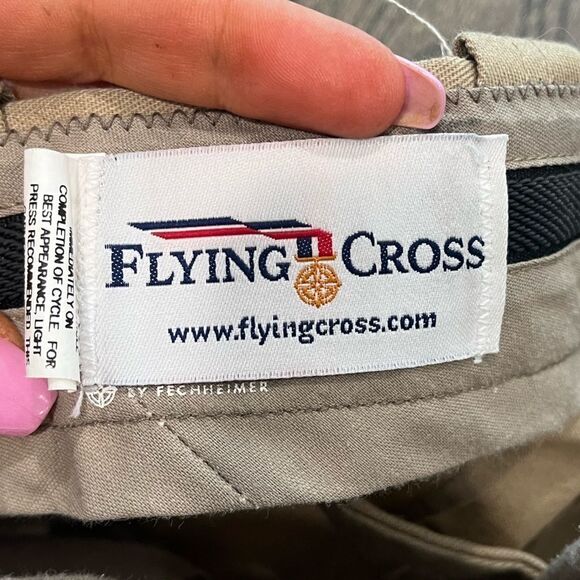 FLYING CROSS
www.flyingcross.com
BY FECHHEIMER
COMPLETION OF CYCLE FOR
BEST APPEARANCE, LIGHT
PRESS RECOMMENDED